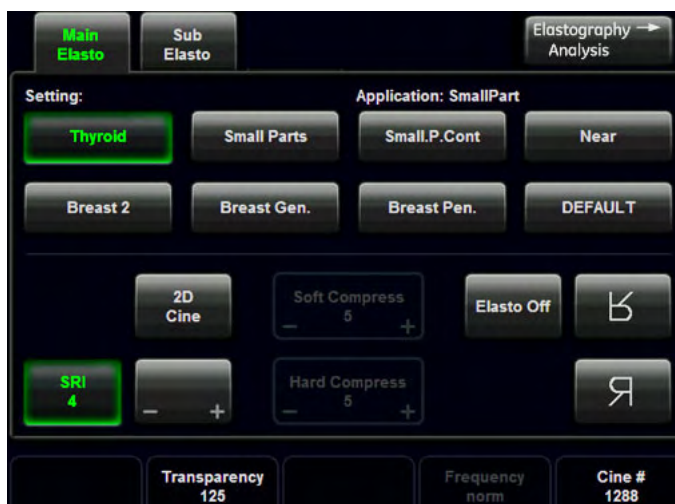 Main
Elasto
Sub
Elasto
Elastography →
Analysis
Setting:
Application: SmallPart
Thyroid
Small Parts
Small.P.Cont
Near
Breast 2
Breast Gen.
Breast Pen.
DEFAULT
2D
Cine
Soft Compress
5
− +
Elasto Off
R
SRI
4
− +
Hard Compress
5
− +
R
Transparency
125
Frequency
norm
Cine #
1288